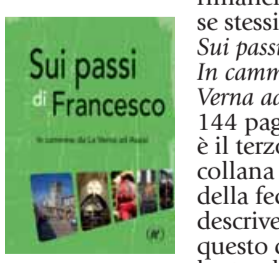 Sui passi
di Francesco
In cammino da La Verna ad Assisi
se stessi
Sui passi
In camm
Verna ad
144 pag
è il terzo
collana
della fed
descrive
questo